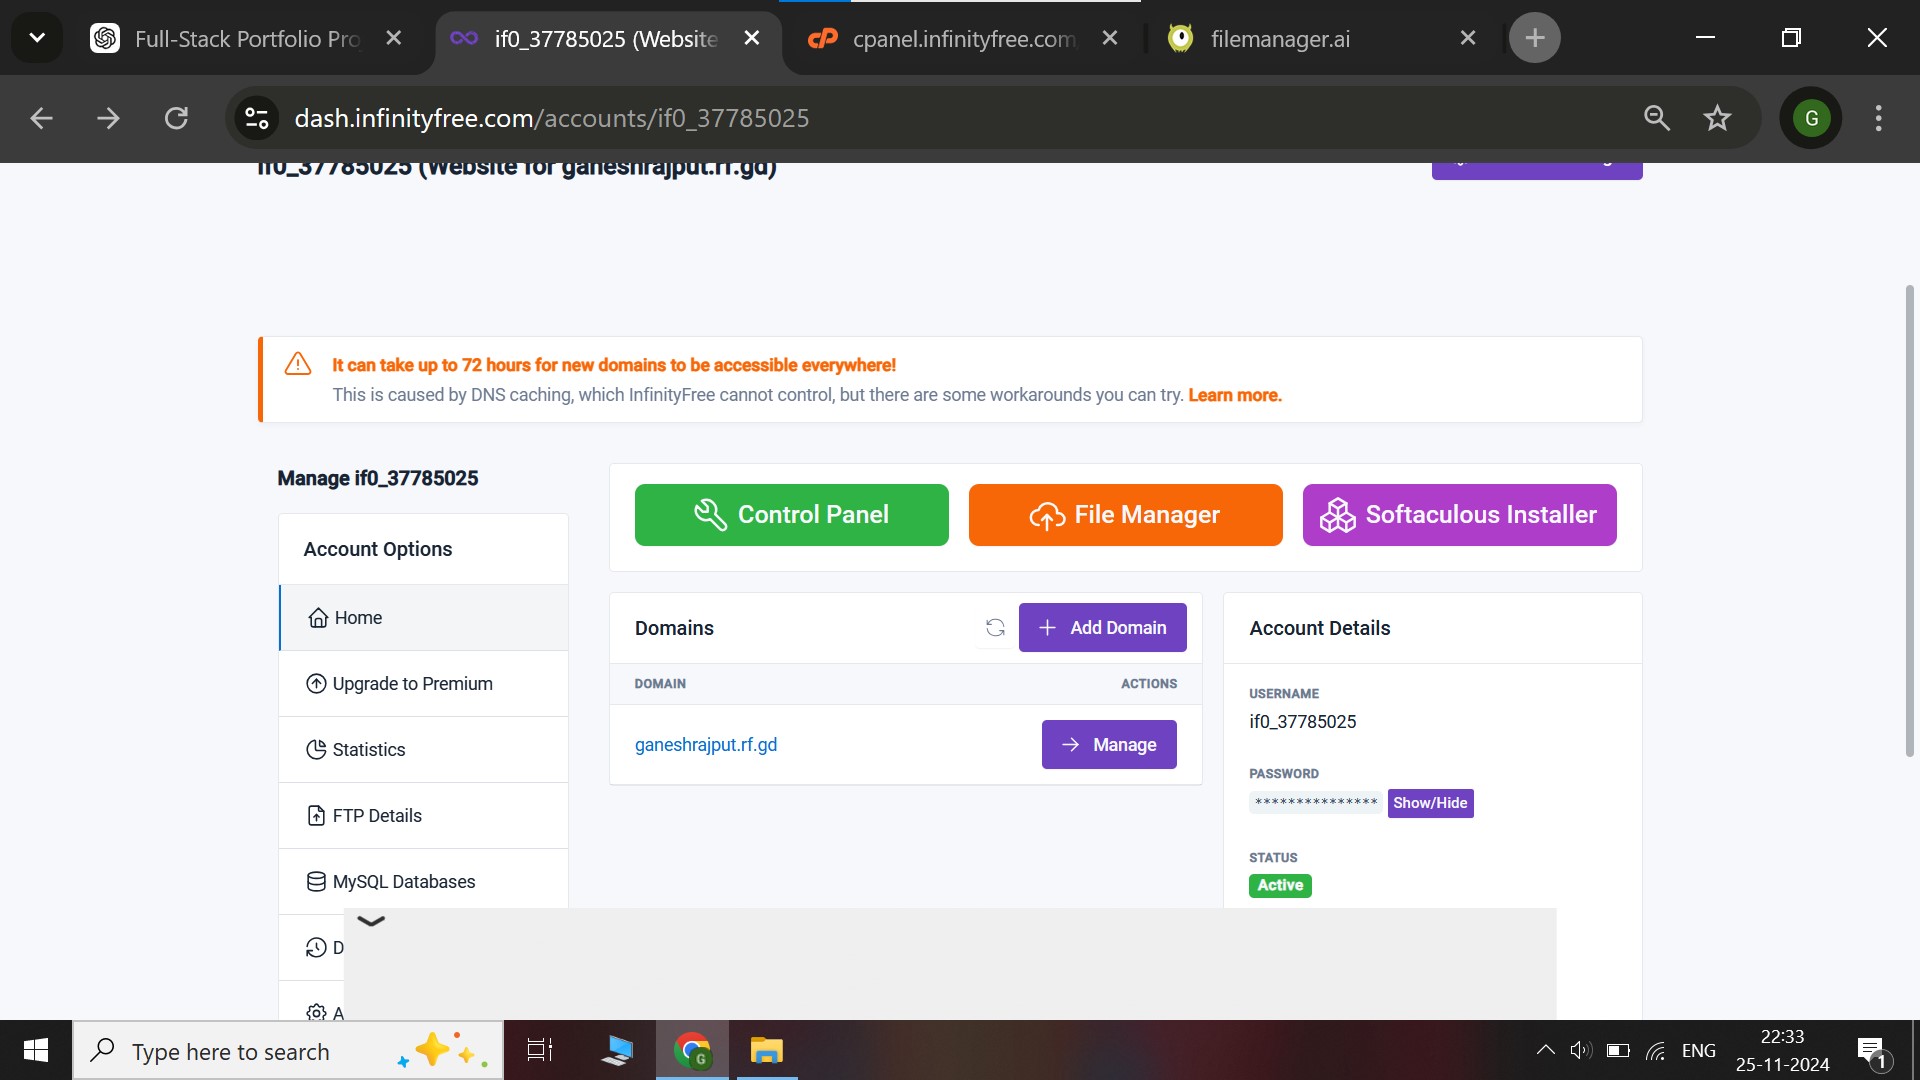 Full-Stack Portfolio Pro
if0_37785025 (Website
cpanel.infinityfree.com
filemanager.ai
dash.infinityfree.com/accounts/if0_37785025
G
if0_37785025 (Website for ganeshrajput.rf.gd)
It can take up to 72 hours for new domains to be accessible everywhere!
This is caused by DNS caching, which InfinityFree cannot control, but there are some workarounds you can try. Learn more.
Manage if0_37785025
Control Panel
File Manager
Softaculous Installer
Account Options
Home
Upgrade to Premium
Statistics
FTP Details
MySQL Databases
D
A
Domains
Add Domain
DOMAIN
ACTIONS
ganeshrajput.rf.gd
Manage
Account Details
USERNAME
if0_37785025
PASSWORD
***************
Show/Hide
STATUS
Active
Type here to search
G
ENG
22:33
25-11-2024
1